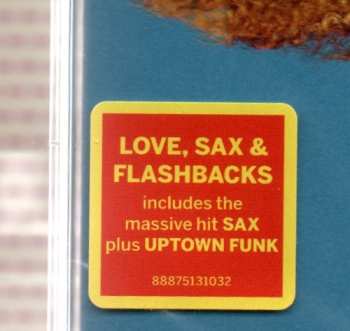 LOVE, SAX &
FLASHBACKS
includes the
massive hit SAX
plus UPTOWN FUNK
88875131032